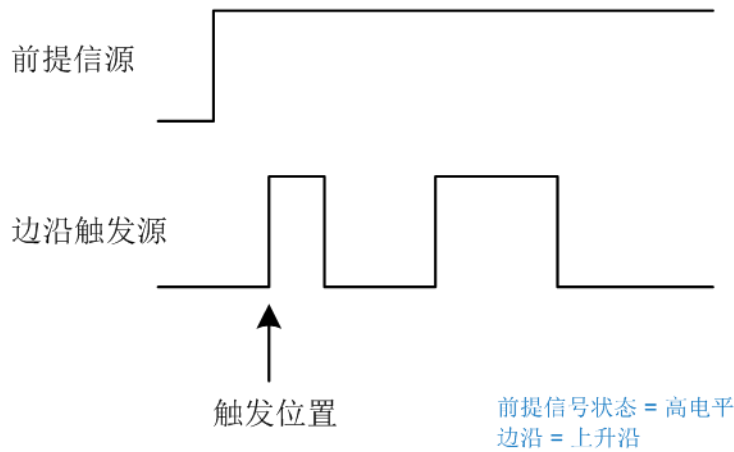 前提信源
边沿触发源
触发位置
前提信号状态 = 高电平
边沿 = 上升沿